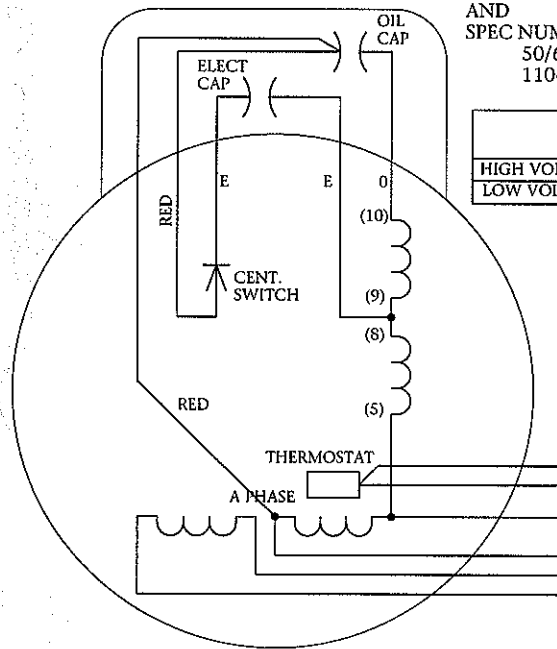 AND
SPEC NUM
50/6
110-
OIL
CAP
ELECT
CAP
HIGH VOL
LOW VOL
E
E
0
RED
(10)
CENT.
SWITCH
(9)
(8)
RED
(5)
THERMOSTAT
A PHASE